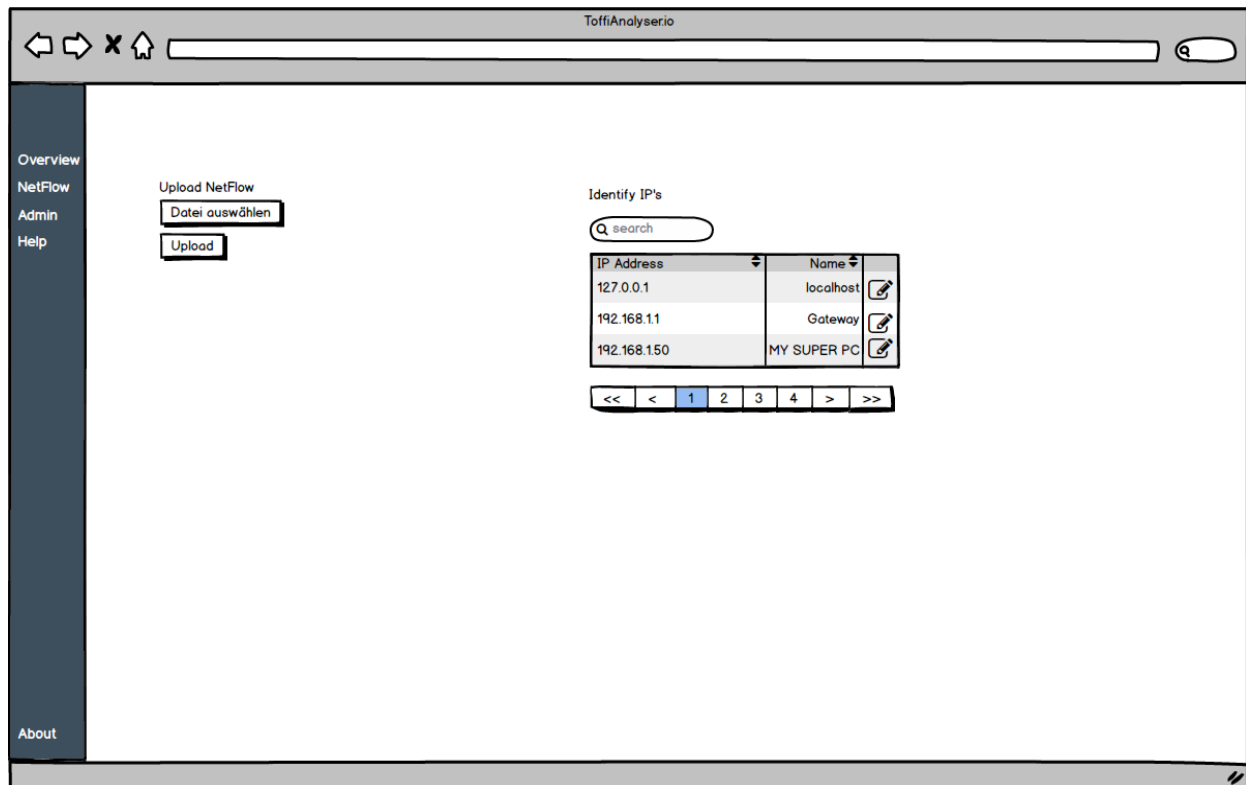 ToffiAnalyser.io
Overview
NetFlow
Admin
Help
About
Upload NetFlow
Datei auswählen
Upload
Identify IP's
search
IP Address Name
127.0.0.1 localhost
192.168.1.1 Gateway
192.168.1.50 MY SUPER PC
<< < 1 2 3 4 > >>